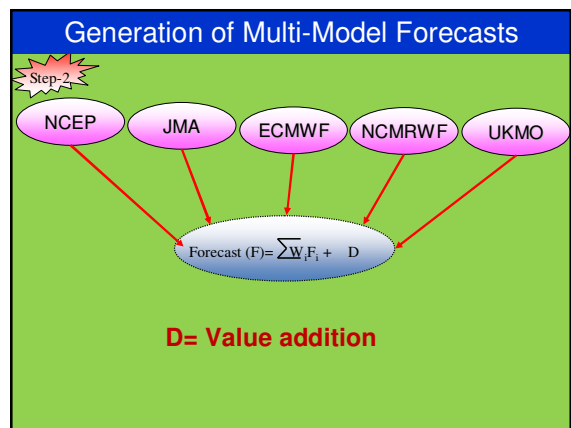 Generation of Multi-Model Forecasts
Step-2
NCEP JMA ECMWF NCMRWF UKMO
Forecast (F)= ∑WᵢFᵢ + D
D= Value addition